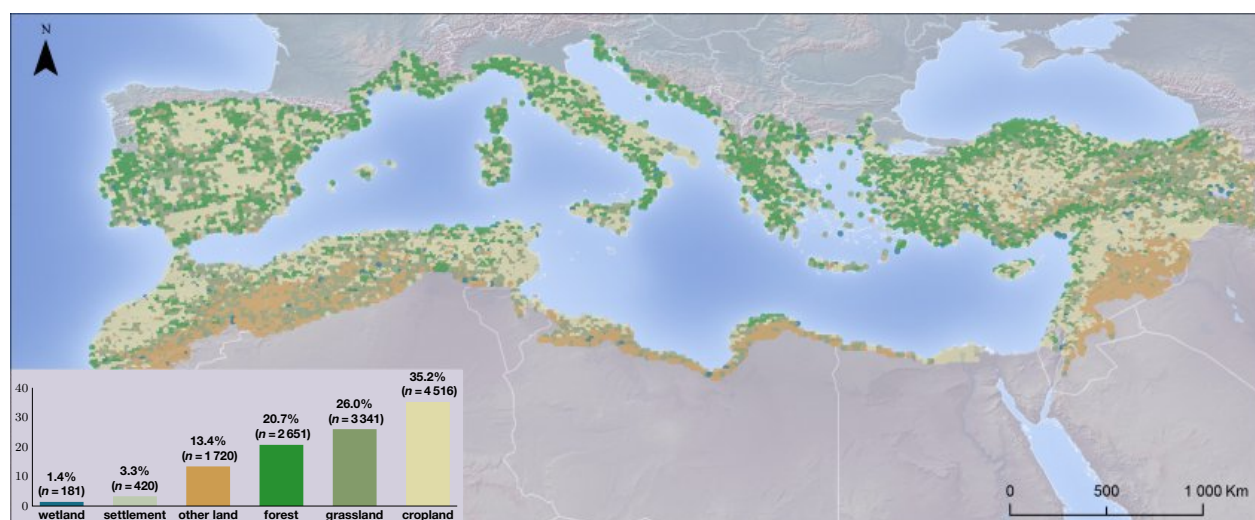 N
0 500 1 000 Km
40
30
20
10
0
1.4%
(n = 181)
3.3%
(n = 420)
13.4%
(n = 1 720)
20.7%
(n = 2 651)
26.0%
(n = 3 341)
35.2%
(n = 4 516)
wetland settlement other land forest grassland cropland